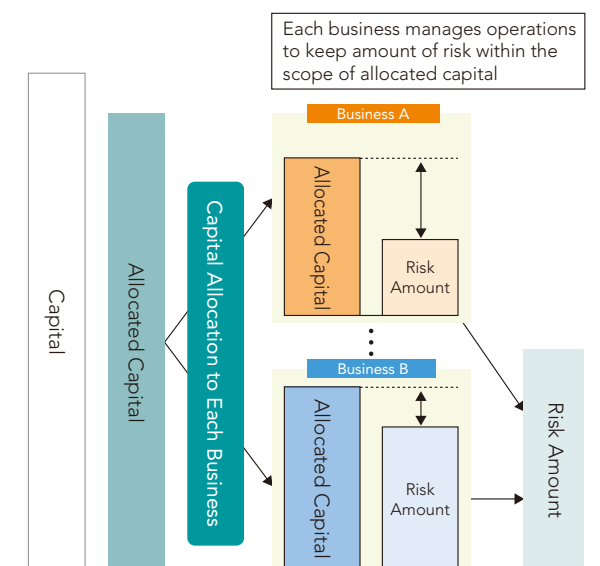 Each business manages operations
to keep amount of risk within the
scope of allocated capital
Capital
Allocated Capital
Capital Allocation to Each Business
Business A
Allocated Capital
Risk
Amount
Business B
Allocated Capital
Risk
Amount
Risk Amount